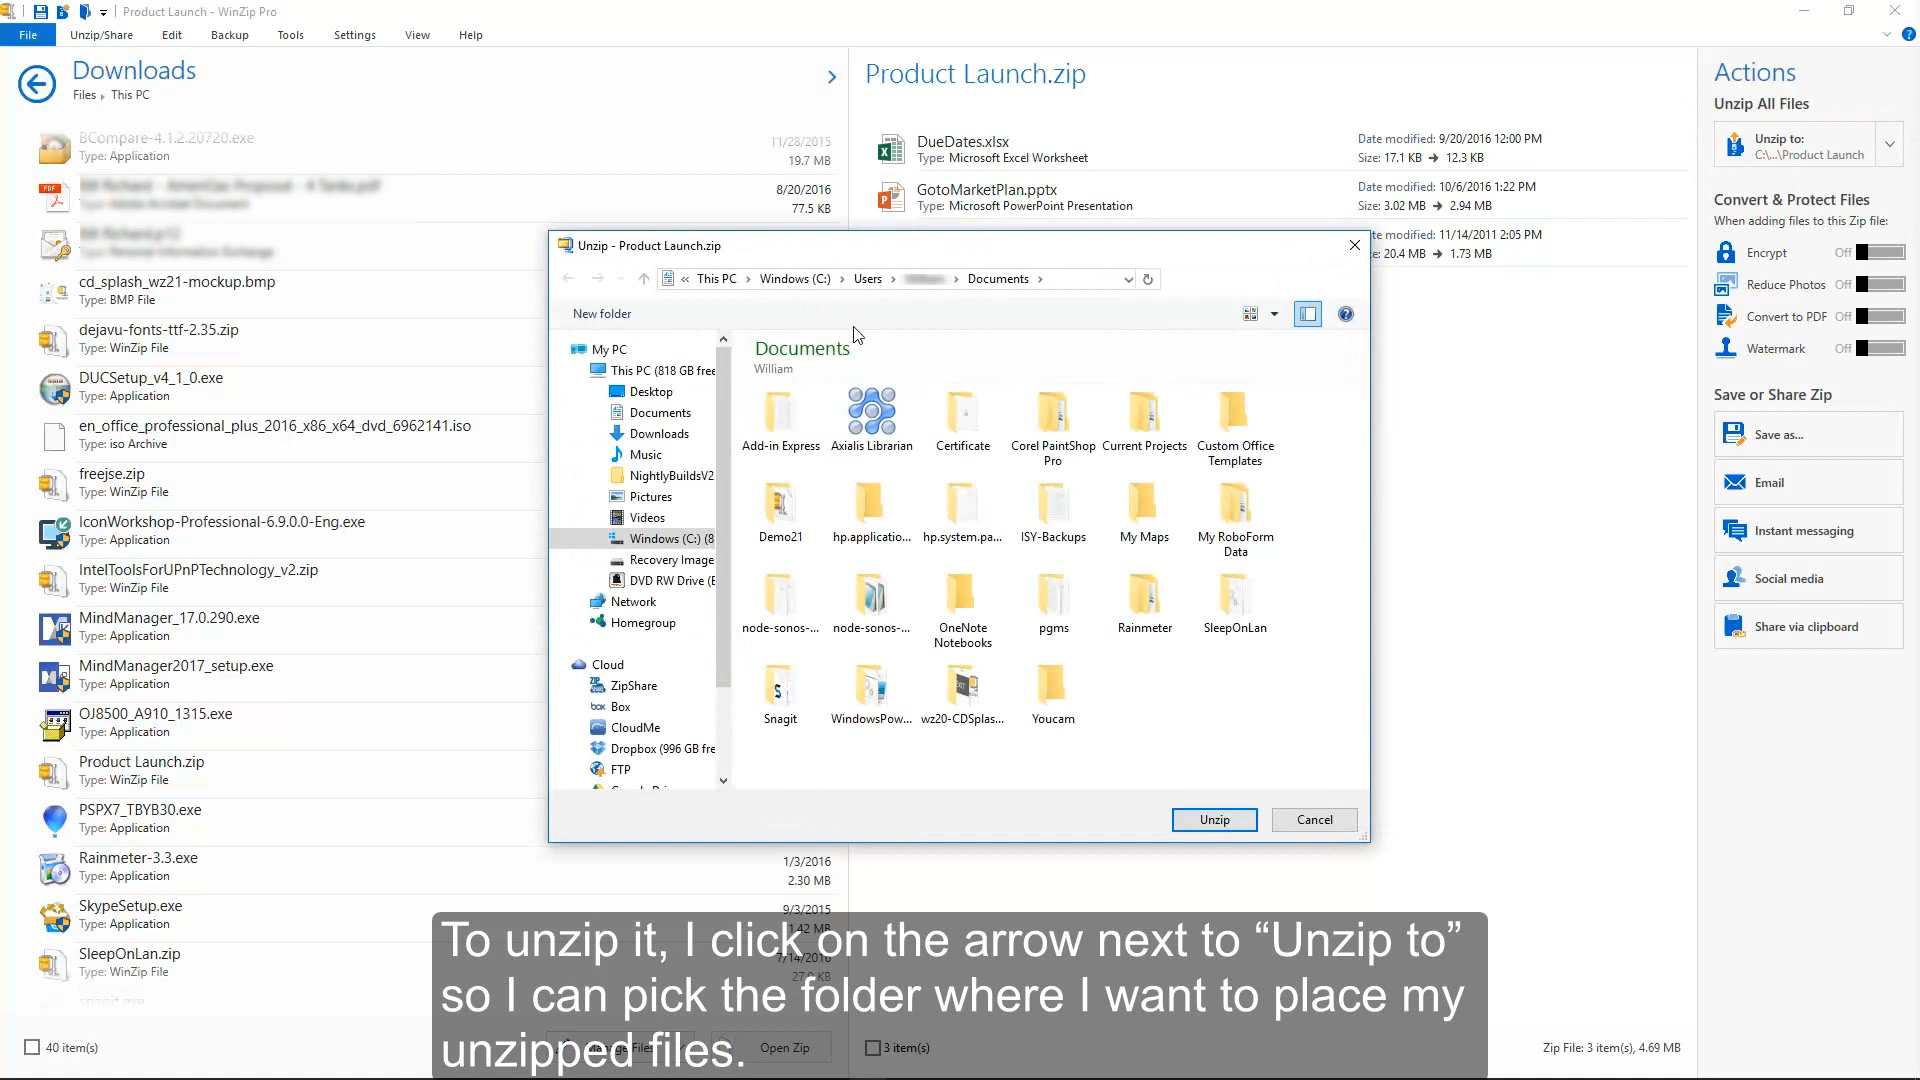 Product Launch - WinZip Pro
File Unzip/Share Edit Backup Tools Settings View Help
Downloads
Files This PC
BCompare-4.1.2.20720.exe 11/28/2015
Type: Application 19.7 MB
8/20/2016
77.5 KB
cd_splash_wz21-mockup.bmp
Type: BMP File
dejavu-fonts-ttf-2.35.zip
Type: WinZip File
DUCSetup_v4_1_0.exe
Type: Application
en_office_professional_plus_2016_x86_x64_dvd_6962141.iso
Type: iso Archive
freejse.zip
Type: WinZip File
IconWorkshop-Professional-6.9.0.0-Eng.exe
Type: Application
IntelToolsForUPnPTechnology_v2.zip
Type: WinZip File
MindManager_17.0.290.exe
Type: Application
MindManager2017_setup.exe
Type: Application
OJ8500_A910_1315.exe
Type: Application
Product Launch.zip
Type: WinZip File
PSPX7_TBYB30.exe
Type: Application
Rainmeter-3.3.exe 1/3/2016
Type: Application 2.30 MB
SkypeSetup.exe 9/3/2015
Type: Application 1.42 MB
SleepOnLan.zip 7/14/2016
Type: WinZip File
40 item(s) Manage Files Open Zip
Product Launch.zip
DueDates.xlsx Date modified: 9/20/2016 12:00 PM
Type: Microsoft Excel Worksheet Size: 17.1 KB → 12.3 KB
GotoMarketPlan.pptx Date modified: 10/6/2016 1:22 PM
Type: Microsoft PowerPoint Presentation Size: 3.02 MB → 2.94 MB
te modified: 11/14/2011 2:05 PM
e: 20.4 MB → 1.73 MB
3 item(s) Zip File: 3 item(s), 4.69 MB
Unzip - Product Launch.zip
« This PC > Windows (C:) > Users > > Documents >
New folder
My PC
This PC (818 GB free
Desktop
Documents
Downloads
Music
NightlyBuildsV2
Pictures
Videos
Windows (C:) (8
Recovery Image
DVD RW Drive (E
Network
Homegroup
Cloud
ZipShare
Box
CloudMe
Dropbox (996 GB fre
FTP
Documents
William
Add-in Express Axialis Librarian Certificate Corel PaintShop Pro Current Projects Custom Office Templates
Demo21 hp.applicatio... hp.system.pa... ISY-Backups My Maps My RoboForm Data
node-sonos-... node-sonos-... OneNote Notebooks pgms Rainmeter SleepOnLan
Snagit WindowsPow... wz20-CDSplas... Youcam
Unzip Cancel
Actions
Unzip All Files
Unzip to:
C:\...\Product Launch
Convert & Protect Files
When adding files to this Zip file:
Encrypt Off
Reduce Photos Off
Convert to PDF Off
Watermark Off
Save or Share Zip
Save as...
Email
Instant messaging
Social media
Share via clipboard
To unzip it, I click on the arrow next to “Unzip to”
so I can pick the folder where I want to place my
unzipped files.